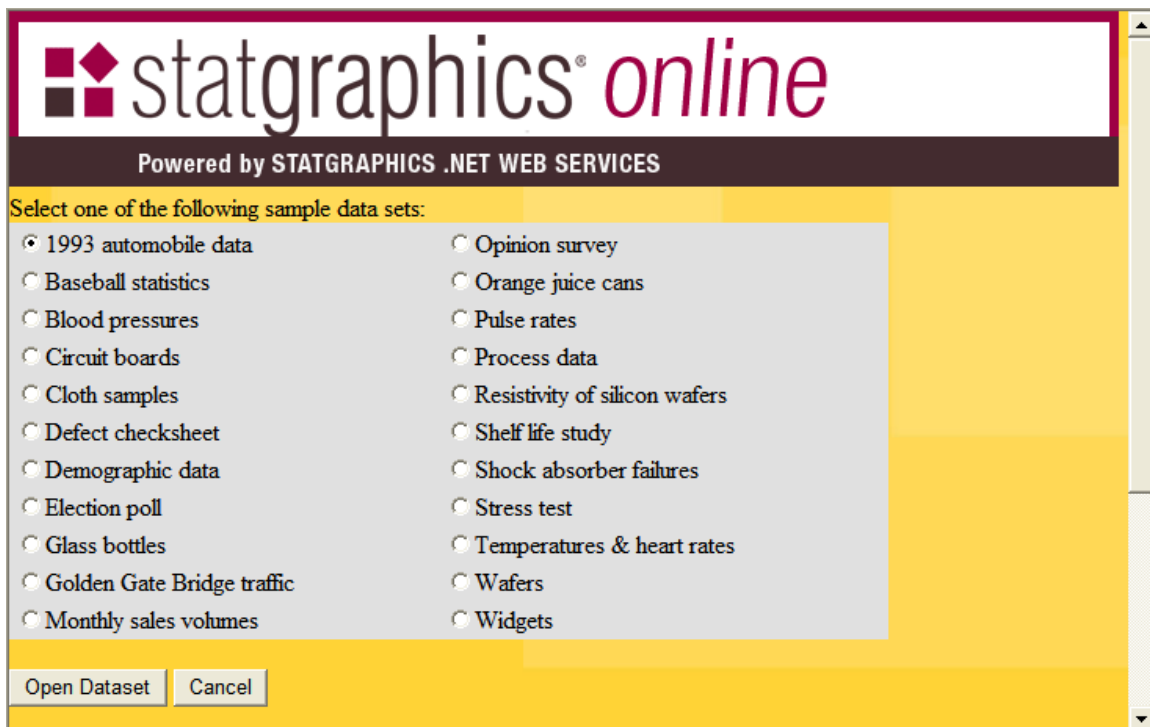 statgraphics® online
Powered by STATGRAPHICS .NET WEB SERVICES
Select one of the following sample data sets:
1993 automobile data
Baseball statistics
Blood pressures
Circuit boards
Cloth samples
Defect checksheet
Demographic data
Election poll
Glass bottles
Golden Gate Bridge traffic
Monthly sales volumes
Opinion survey
Orange juice cans
Pulse rates
Process data
Resistivity of silicon wafers
Shelf life study
Shock absorber failures
Stress test
Temperatures & heart rates
Wafers
Widgets
Open Dataset
Cancel